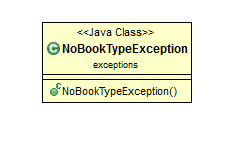 <<Java Class>>
NoBookTypeException
exceptions
NoBookTypeException()